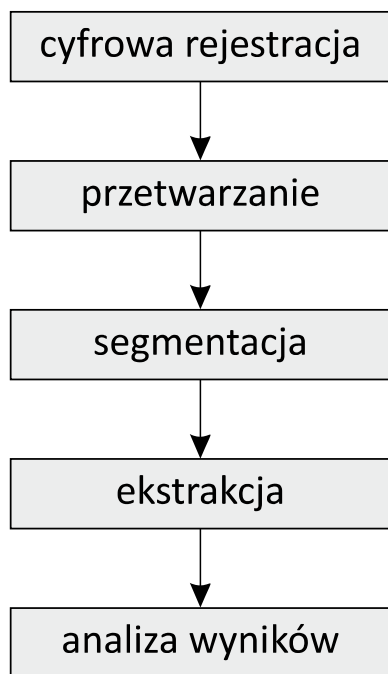 cyfrowa rejestracja
przetwarzanie
segmentacja
ekstrakcja
analiza wyników